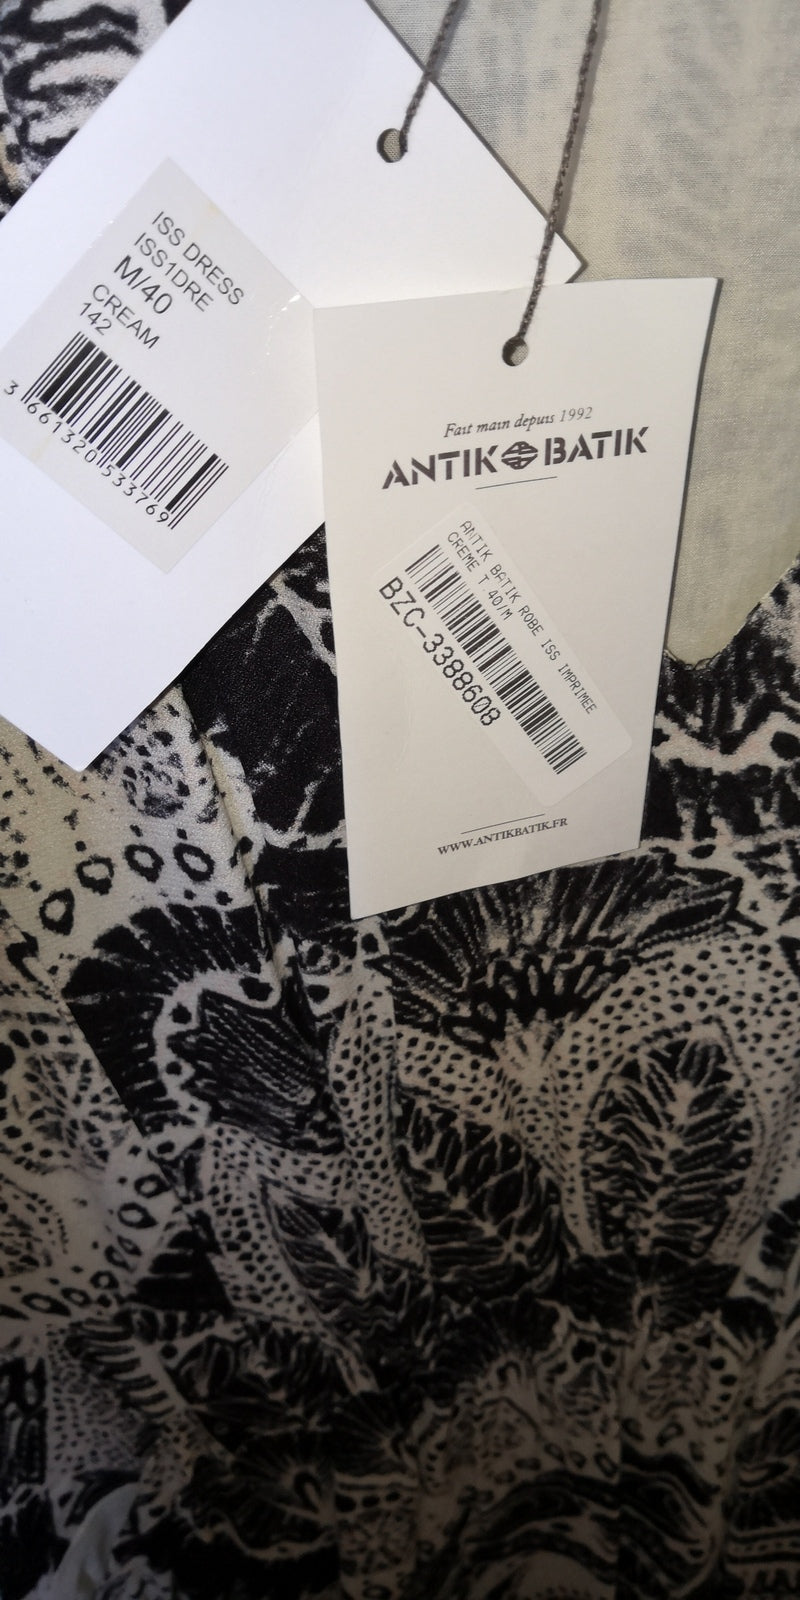 ISS DRESS
ISS1DRE
M/40
CREAM
142
3 661320 533769
Fait main depuis 1992
ANTIK BATIK
ANTIK BATIK ROBE ISS IMPRIMEE
CREME T 40/M
BZC-3388608
WWW.ANTIKBATIK.FR